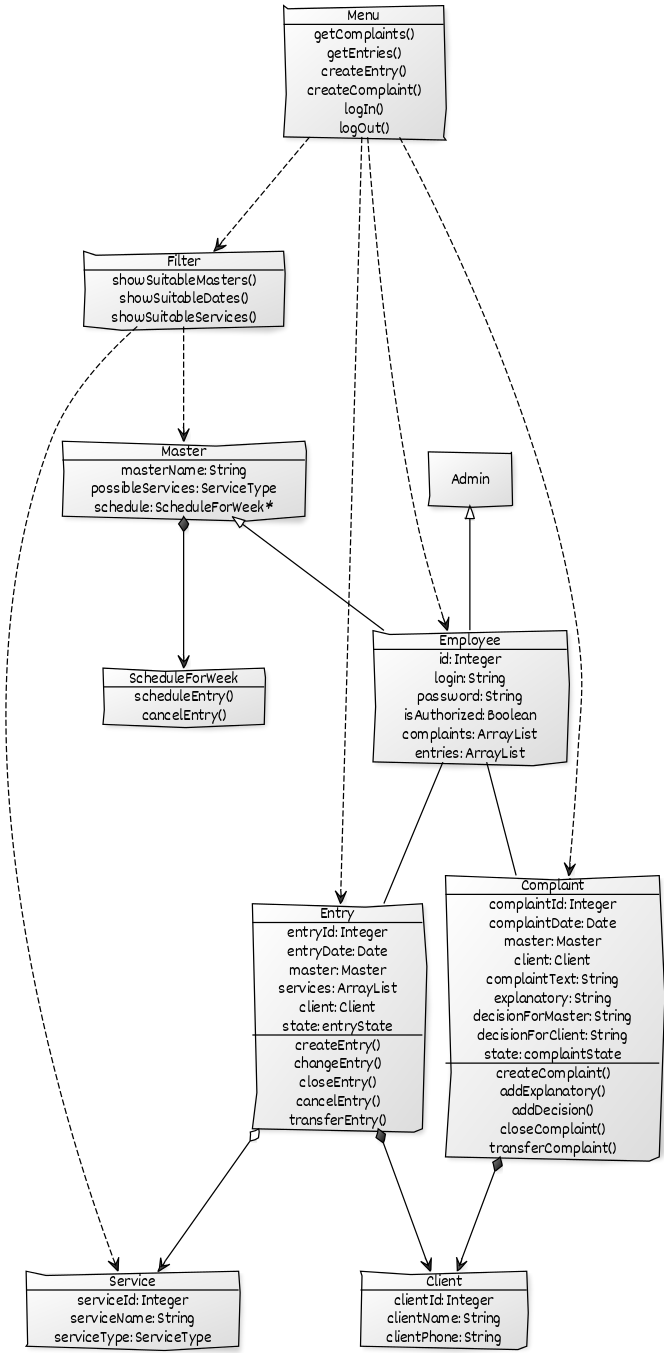 Menu
getComplaints()
getEntries()
createEntry()
createComplaint()
logIn()
logOut()
Filter
showSuitableMasters()
showSuitableDates()
showSuitableServices()
Master
masterName: String
possibleServices: ServiceType
schedule: ScheduleForWeek*
Admin
ScheduleForWeek
scheduleEntry()
cancelEntry()
Employee
id: Integer
login: String
password: String
isAuthorized: Boolean
complaints: ArrayList
entries: ArrayList
Entry
entryId: Integer
entryDate: Date
master: Master
services: ArrayList
client: Client
state: entryState
createEntry()
changeEntry()
closeEntry()
cancelEntry()
transferEntry()
Complaint
complaintId: Integer
complaintDate: Date
master: Master
client: Client
complaintText: String
explanatory: String
decisionForMaster: String
decisionForClient: String
state: complaintState
createComplaint()
addExplanatory()
addDecision()
closeComplaint()
transferComplaint()
Service
serviceId: Integer
serviceName: String
serviceType: ServiceType
Client
clientId: Integer
clientName: String
clientPhone: String